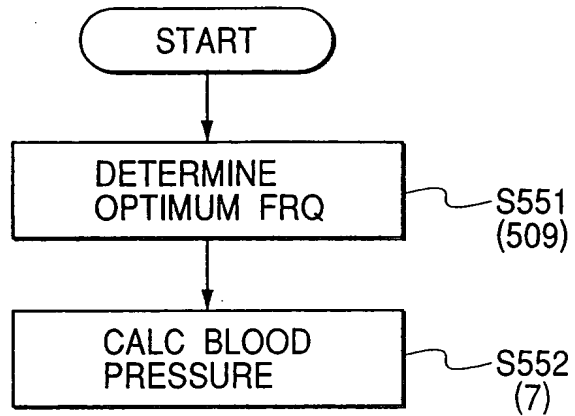 START
DETERMINE
OPTIMUM FRQ
S551
(509)
CALC BLOOD
PRESSURE
S552
(7)